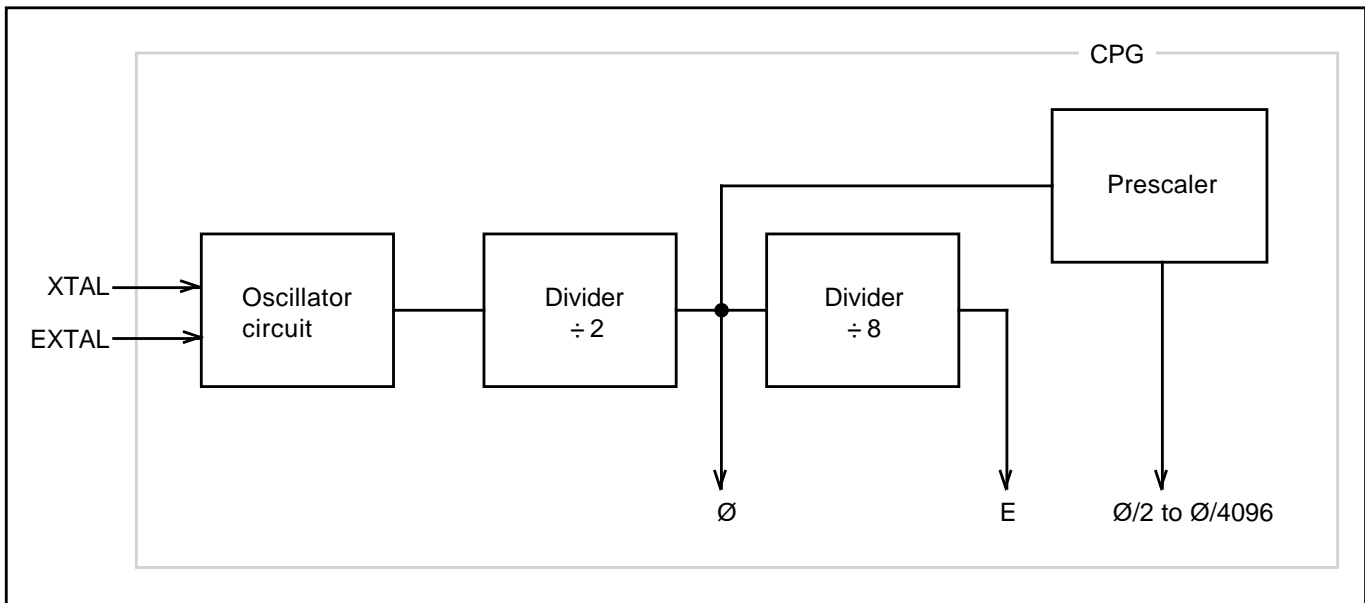 CPG
Prescaler
XTAL
EXTAL
Oscillator
circuit
Divider
÷ 2
Divider
÷ 8
Ø
E
Ø/2 to Ø/4096